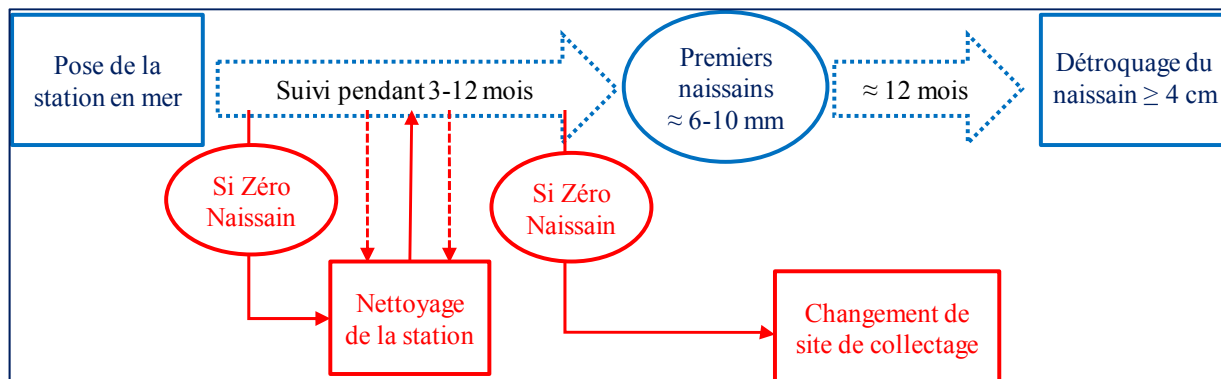 Pose de la
station en mer
Suivi pendant 3-12 mois
Premiers
naissains
≈ 6-10 mm
≈ 12 mois
Détroquage du
naissain ≥ 4 cm
Si Zéro
Naissain
Si Zéro
Naissain
Nettoyage
de la station
Changement de
site de collectage